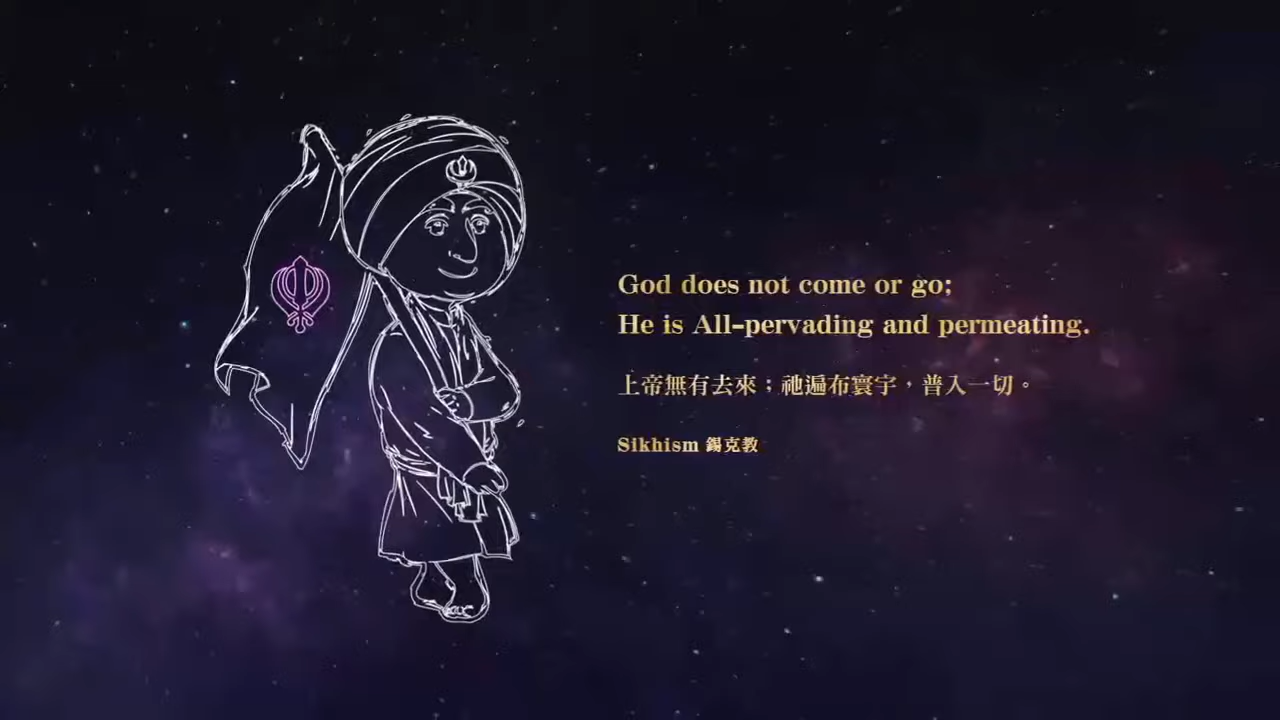 God does not come or go;
He is All-pervading and permeating.
上帝無有去來；祂遍布寰宇，普入一切。
Sikhism 錫克教